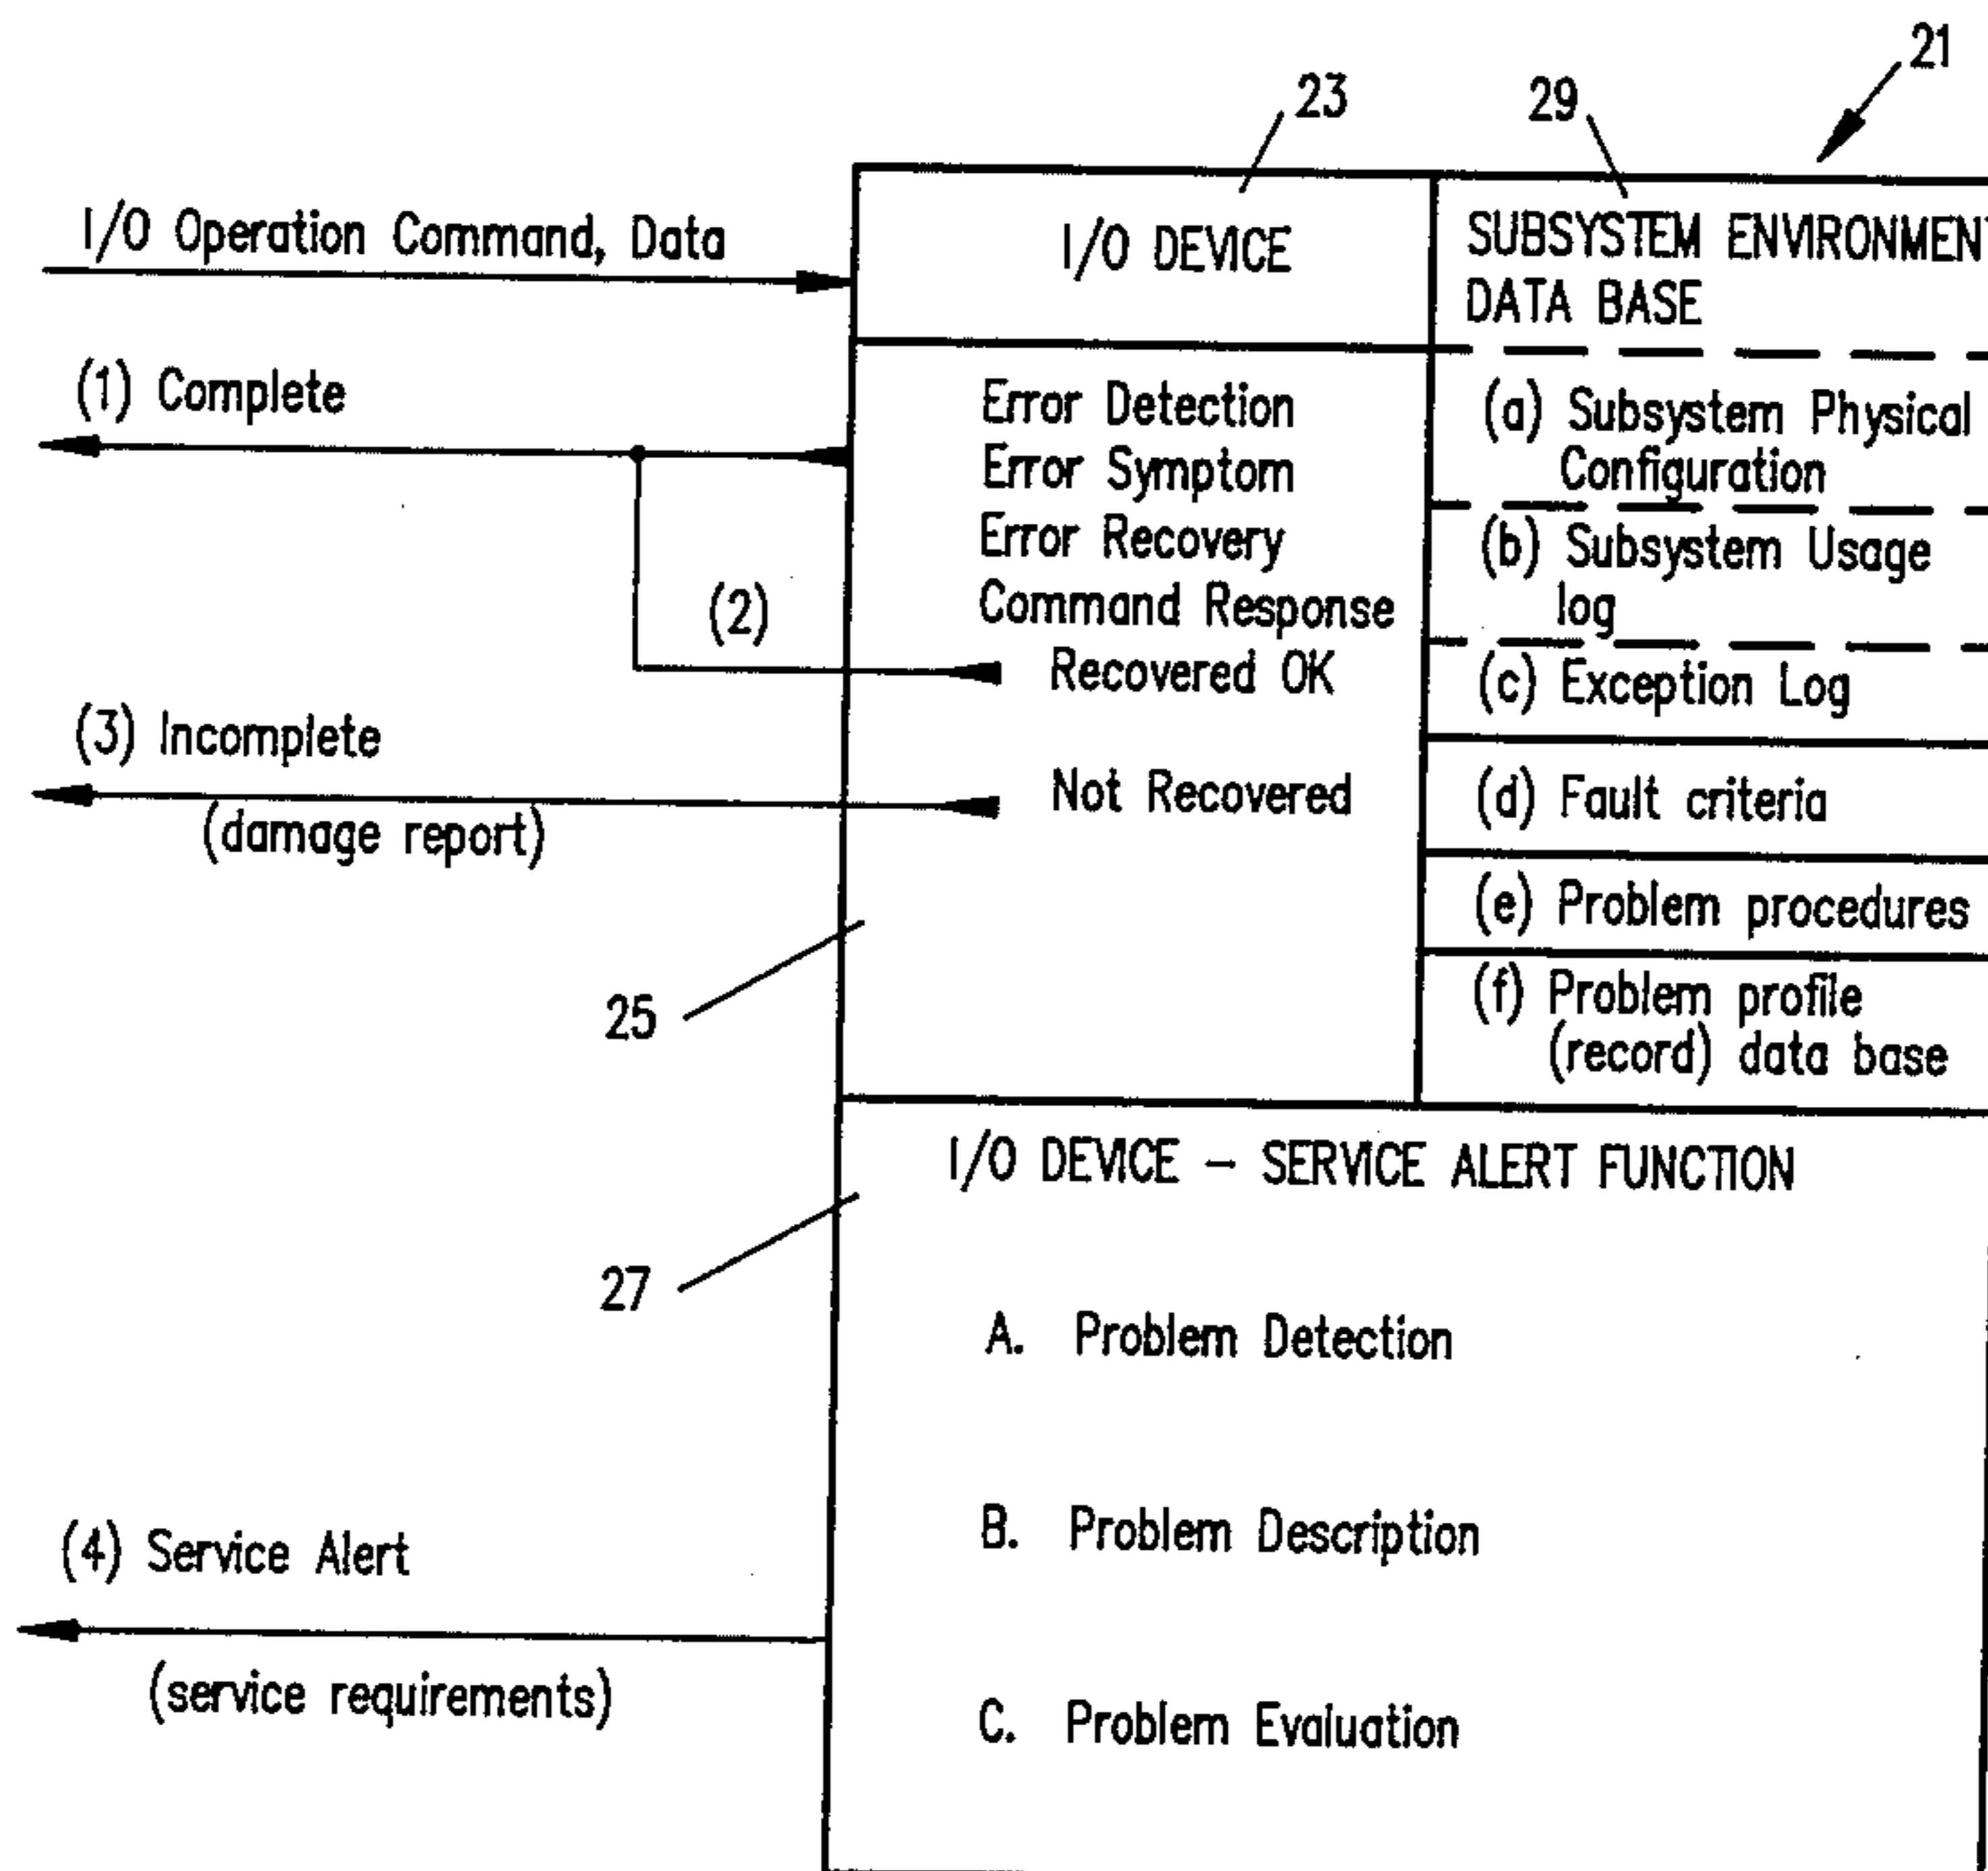 21
23
29
I/O Operation Command, Data
(1) Complete
(2)
(3) Incomplete
(damage report)
25
27
(4) Service Alert
(service requirements)
I/O DEVICE
Error Detection
Error Symptom
Error Recovery
Command Response
Recovered OK
Not Recovered
SUBSYSTEM ENVIRONMENT
DATA BASE
(a) Subsystem Physical
Configuration
(b) Subsystem Usage
log
(c) Exception Log
(d) Fault criteria
(e) Problem procedures
(f) Problem profile
(record) data base
I/O DEVICE – SERVICE ALERT FUNCTION
A. Problem Detection
B. Problem Description
C. Problem Evaluation